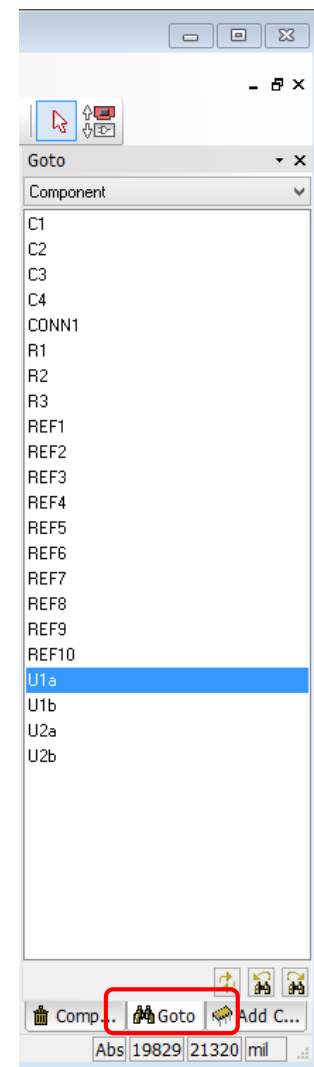 Goto
Component
C1
C2
C3
C4
CONN1
R1
R2
R3
REF1
REF2
REF3
REF4
REF5
REF6
REF7
REF8
REF9
REF10
U1a
U1b
U2a
U2b
Comp... Goto Add C...
Abs 19829 21320 mil